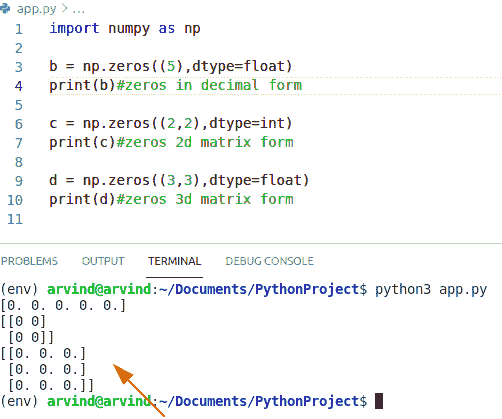 app.py > ...
1 import numpy as np
2
3 b = np.zeros((5),dtype=float)
4 print(b)#zeros in decimal form
5
6 c = np.zeros((2,2),dtype=int)
7 print(c)#zeros 2d matrix form
8
9 d = np.zeros((3,3),dtype=float)
10 print(d)#zeros 3d matrix form
11
PROBLEMS OUTPUT TERMINAL DEBUG CONSOLE
(env) arvind@arvind:~/Documents/PythonProject$ python3 app.py
[0. 0. 0. 0. 0.]
[[0 0]
 [0 0]]
[[0. 0. 0.]
 [0. 0. 0.]
 [0. 0. 0.]]
(env) arvind@arvind:~/Documents/PythonProject$